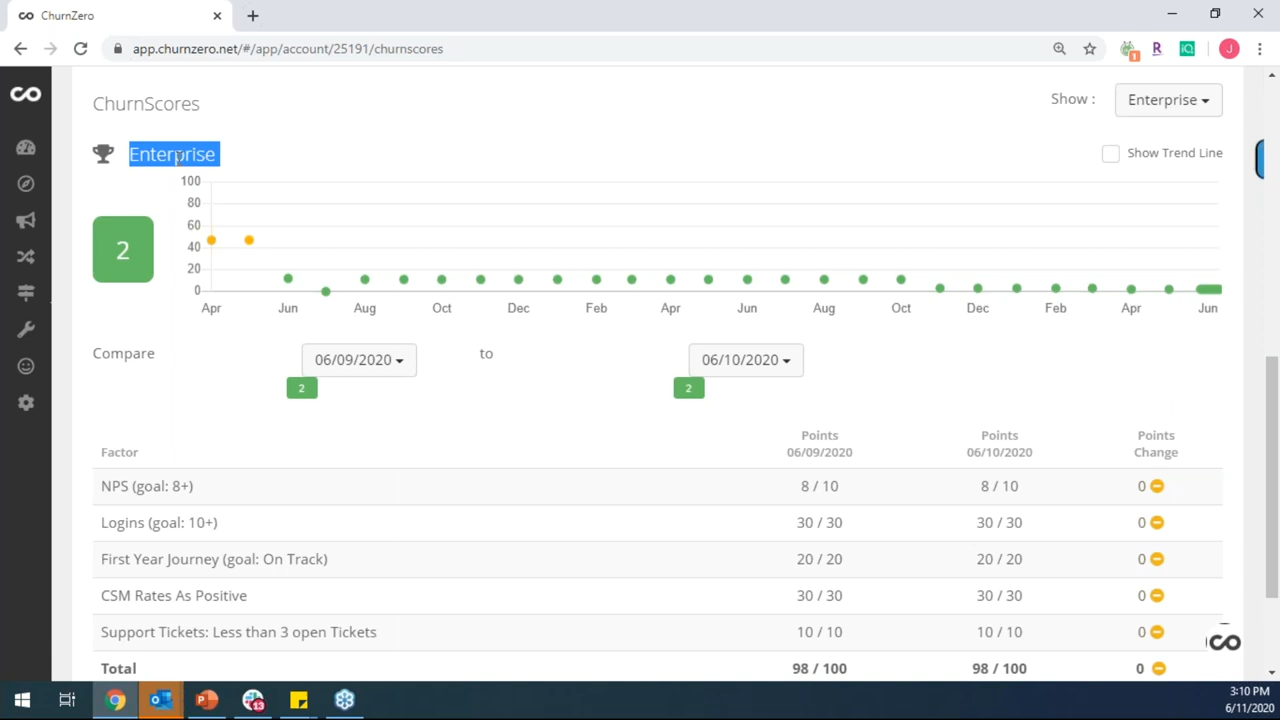 ChurnZero
app.churnzero.net/#/app/account/25191/churnscores
1
R
iQ
J
ChurnScores
Show :
Enterprise
Enterprise
Show Trend Line
100
80
60
40
20
0
2
Apr Jun Aug Oct Dec Feb Apr Jun Aug Oct Dec Feb Apr Jun
Compare
06/09/2020
to
06/10/2020
2
2
Factor
Points
06/09/2020
Points
06/10/2020
Points
Change
NPS (goal: 8+) 8 / 10 8 / 10 0
Logins (goal: 10+) 30 / 30 30 / 30 0
First Year Journey (goal: On Track) 20 / 20 20 / 20 0
CSM Rates As Positive 30 / 30 30 / 30 0
Support Tickets: Less than 3 open Tickets 10 / 10 10 / 10 0
Total 98 / 100 98 / 100 0
13
3:10 PM
6/11/2020